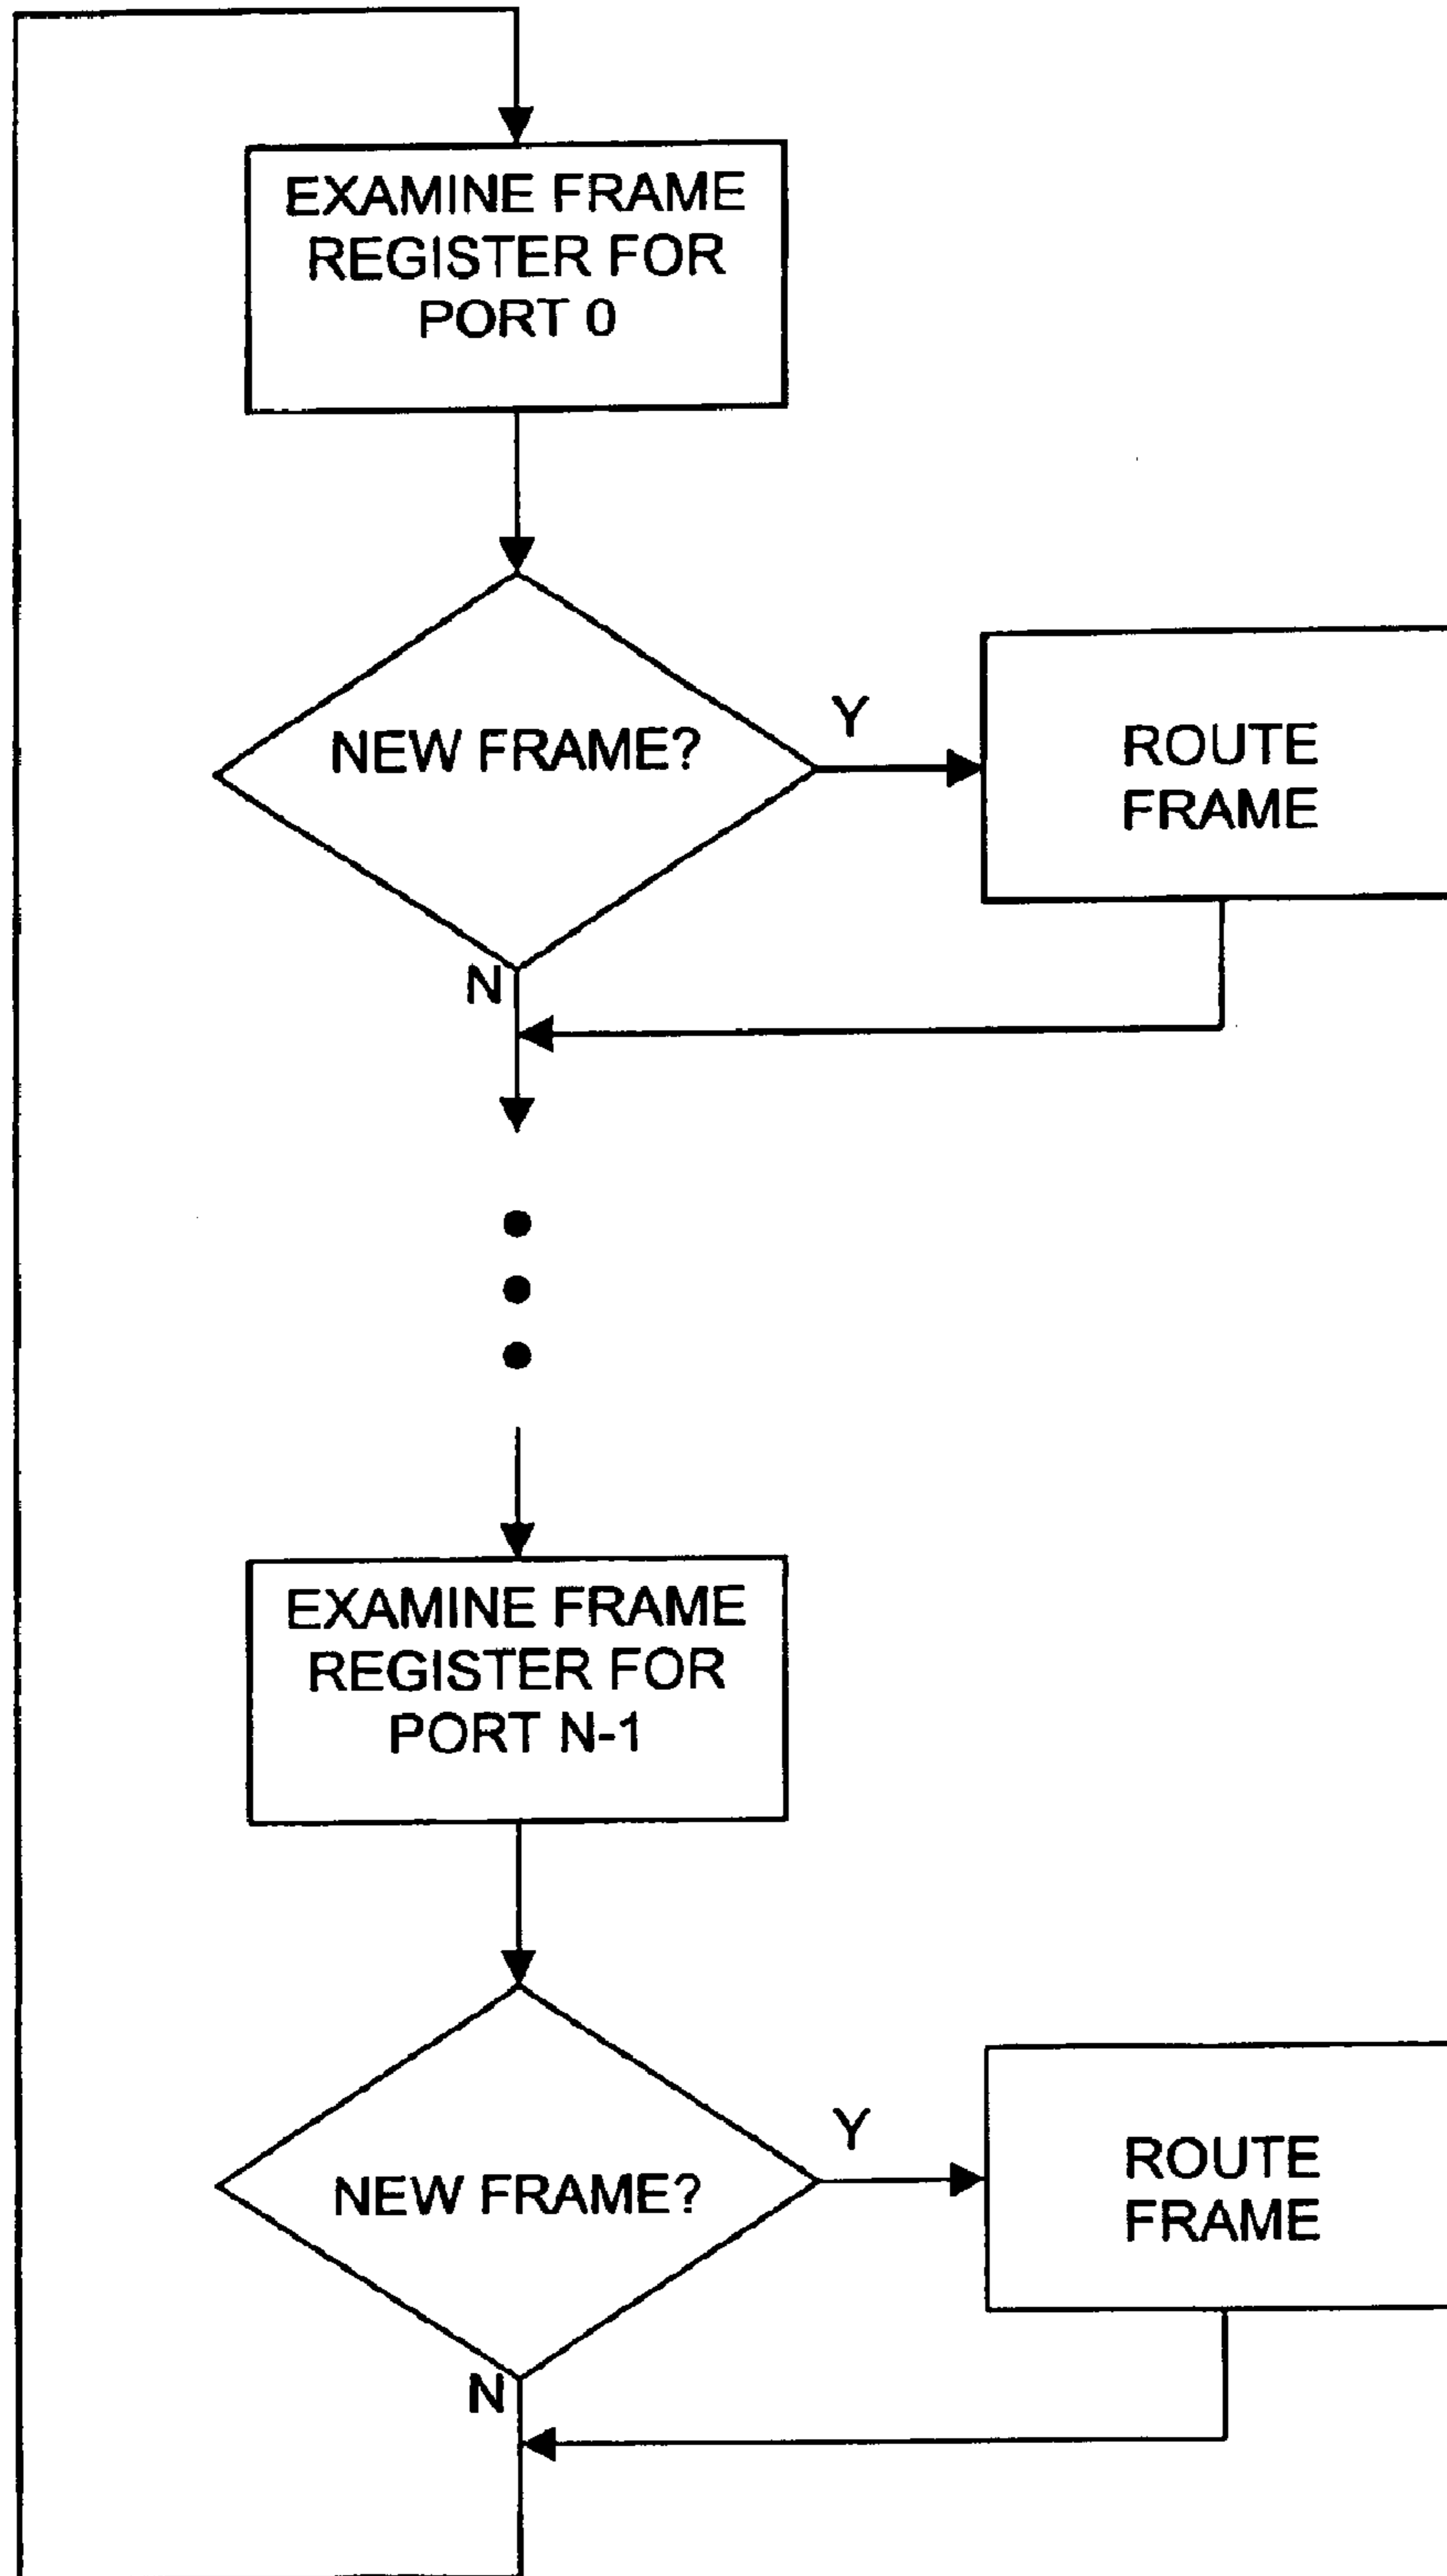 EXAMINE FRAME
REGISTER FOR
PORT 0
NEW FRAME?
Y
ROUTE
FRAME
N
EXAMINE FRAME
REGISTER FOR
PORT N-1
NEW FRAME?
Y
ROUTE
FRAME
N